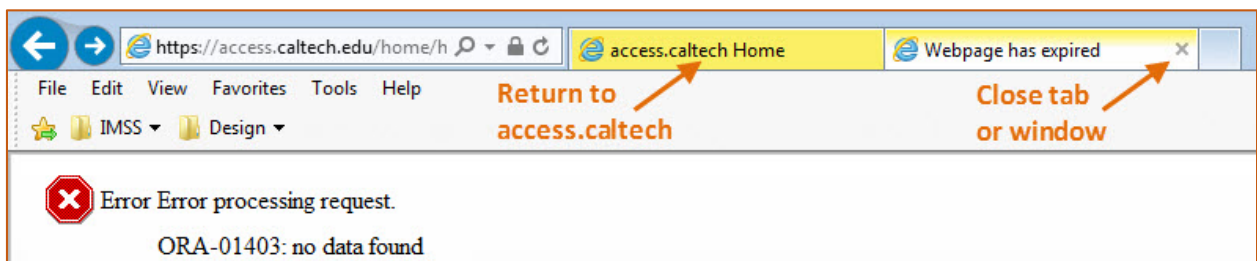 https://access.caltech.edu/home/h
access.caltech Home
Webpage has expired
File Edit View Favorites Tools Help
Return to
access.caltech
Close tab
or window
IMSS
Design
Error Error processing request.
ORA-01403: no data found